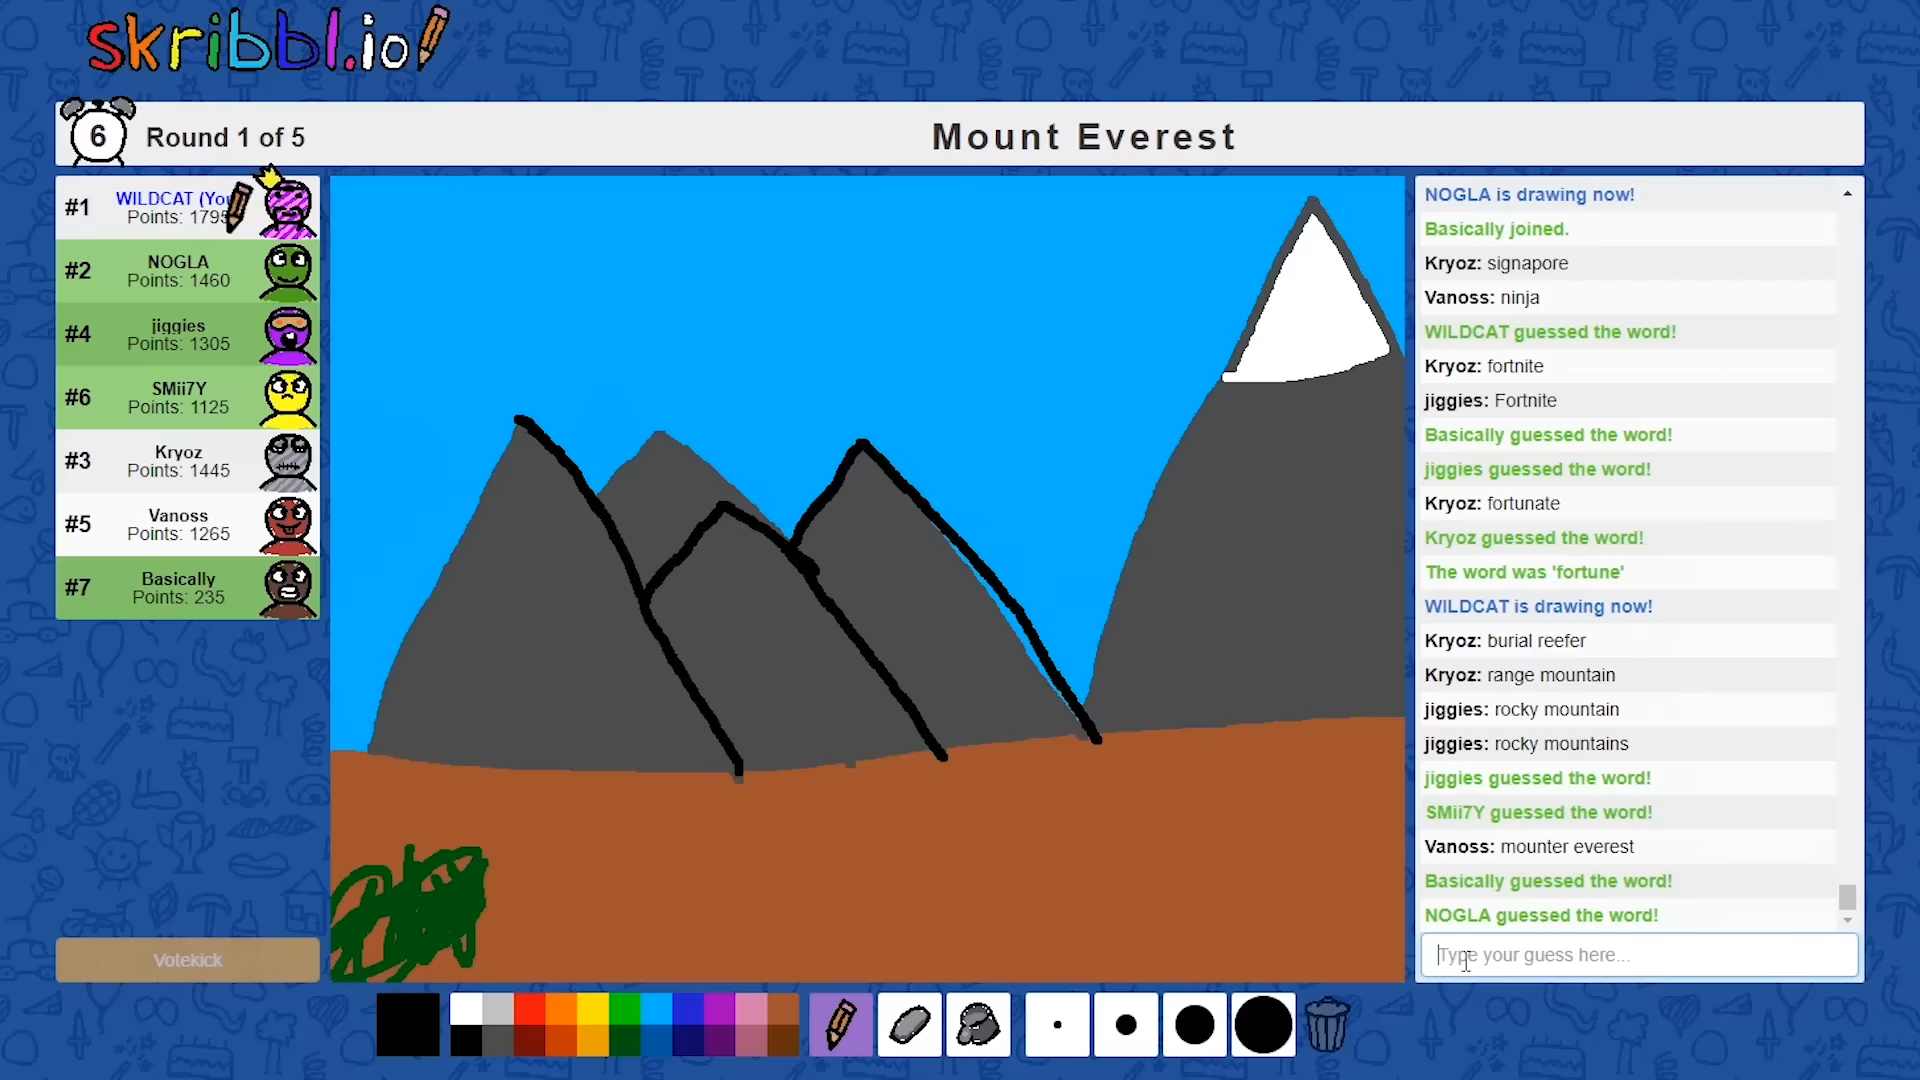 skribbl.io
6
Round 1 of 5
Mount Everest
#1
WILDCAT (You
Points: 1795
#2
NOGLA
Points: 1460
#4
jiggies
Points: 1305
#6
SMii7Y
Points: 1125
#3
Kryoz
Points: 1445
#5
Vanoss
Points: 1265
#7
Basically
Points: 235
Votekick
NOGLA is drawing now!
Basically joined.
Kryoz: signapore
Vanoss: ninja
WILDCAT guessed the word!
Kryoz: fortnite
jiggies: Fortnite
Basically guessed the word!
jiggies guessed the word!
Kryoz: fortunate
Kryoz guessed the word!
The word was 'fortune'
WILDCAT is drawing now!
Kryoz: burial reefer
Kryoz: range mountain
jiggies: rocky mountain
jiggies: rocky mountains
jiggies guessed the word!
SMii7Y guessed the word!
Vanoss: mounter everest
Basically guessed the word!
NOGLA guessed the word!
Type your guess here...